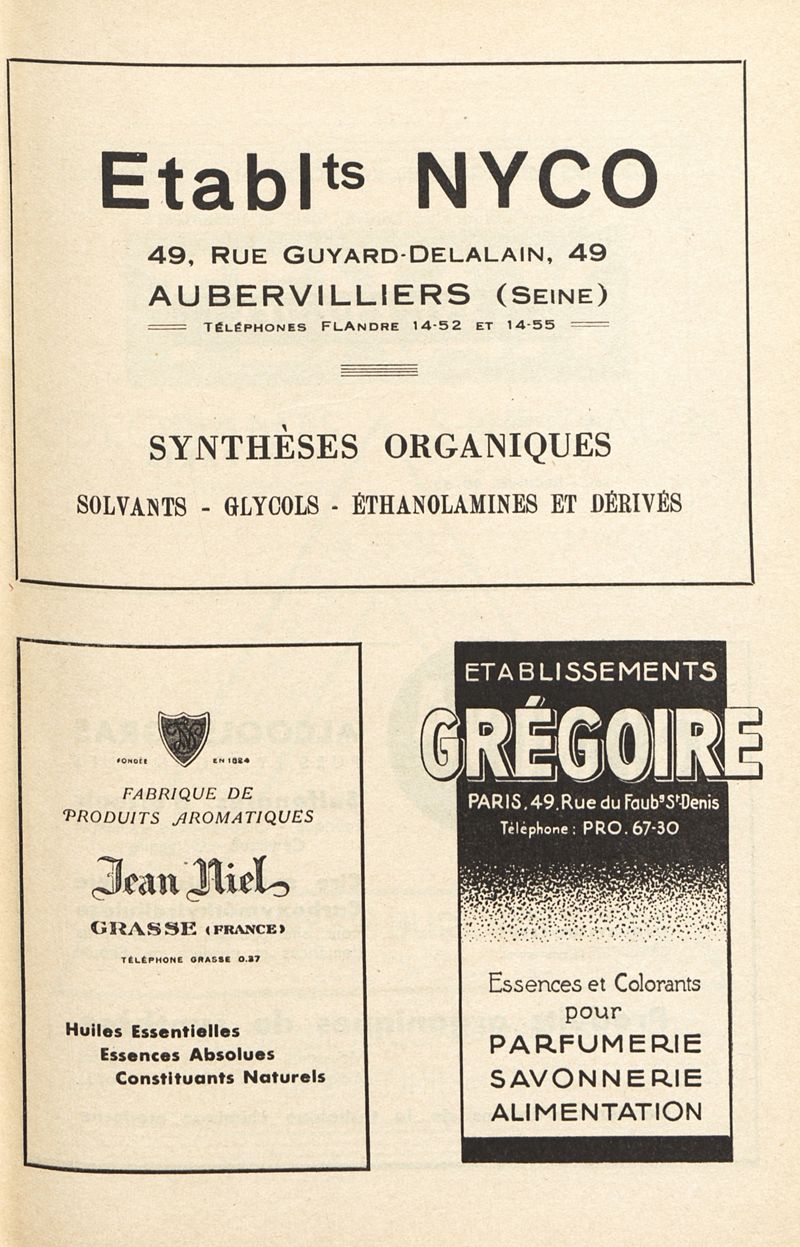 Etablts NYCO
49, RUE GUYARD-DELALAIN, 49
AUBERVILLIERS (SEINE)
TÉLÉPHONES FLANDRE 14-52 ET 14-55
SYNTHÈSES ORGANIQUES
SOLVANTS - GLYCOLS - ÉTHANOLAMINES ET DÉRIVÉS
FONDÉE EN 1824
FABRIQUE DE
PRODUITS AROMATIQUES
Jean Niel
GRASSE (FRANCE)
TÉLÉPHONE GRASSE 0.37
Huiles Essentielles
Essences Absolues
Constituants Naturels
ETABLISSEMENTS
GRÉGOIRE
PARIS.49.Rue du Faubg St-Denis
Téléphone : PRO. 67-30
Essences et Colorants
pour
PARFUMERIE
SAVONNERIE
ALIMENTATION